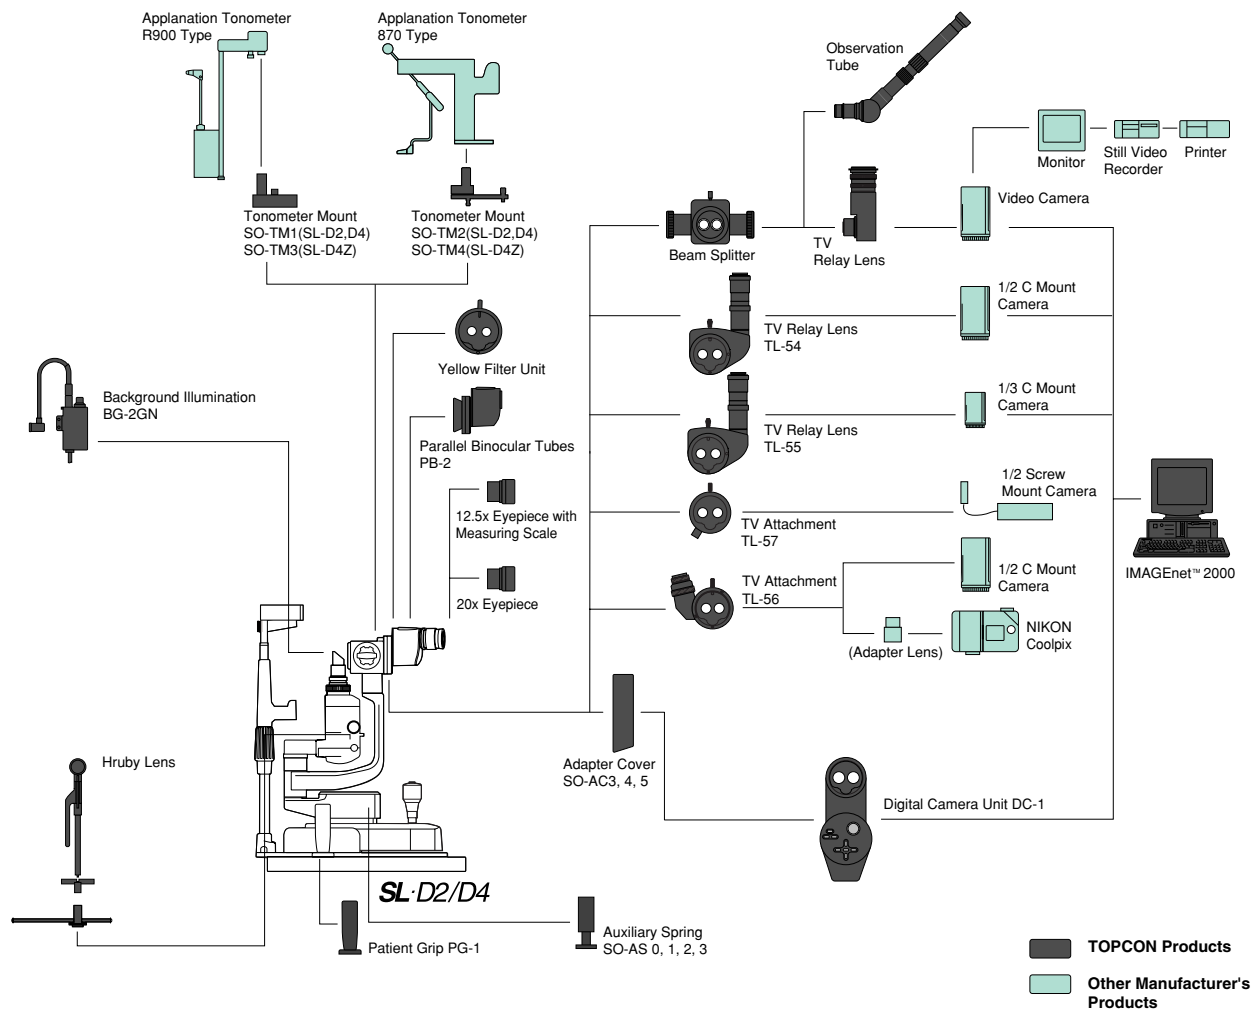 Applanation Tonometer
R900 Type
Applanation Tonometer
870 Type
Observation
Tube
Monitor
Still Video
Recorder
Printer
Tonometer Mount
SO-TM1(SL-D2,D4)
SO-TM3(SL-D4Z)
Tonometer Mount
SO-TM2(SL-D2,D4)
SO-TM4(SL-D4Z)
Beam Splitter
TV
Relay Lens
Video Camera
1/2 C Mount
Camera
TV Relay Lens
TL-54
Yellow Filter Unit
Background Illumination
BG-2GN
Parallel Binocular Tubes
PB-2
TV Relay Lens
TL-55
1/3 C Mount
Camera
12.5x Eyepiece with
Measuring Scale
TV Attachment
TL-57
1/2 Screw
Mount Camera
IMAGEnet™ 2000
20x Eyepiece
TV Attachment
TL-56
1/2 C Mount
Camera
(Adapter Lens)
NIKON
Coolpix
Hruby Lens
Adapter Cover
SO-AC3, 4, 5
Digital Camera Unit DC-1
SL·D2/D4
Patient Grip PG-1
Auxiliary Spring
SO-AS 0, 1, 2, 3
TOPCON Products
Other Manufacturer's
Products